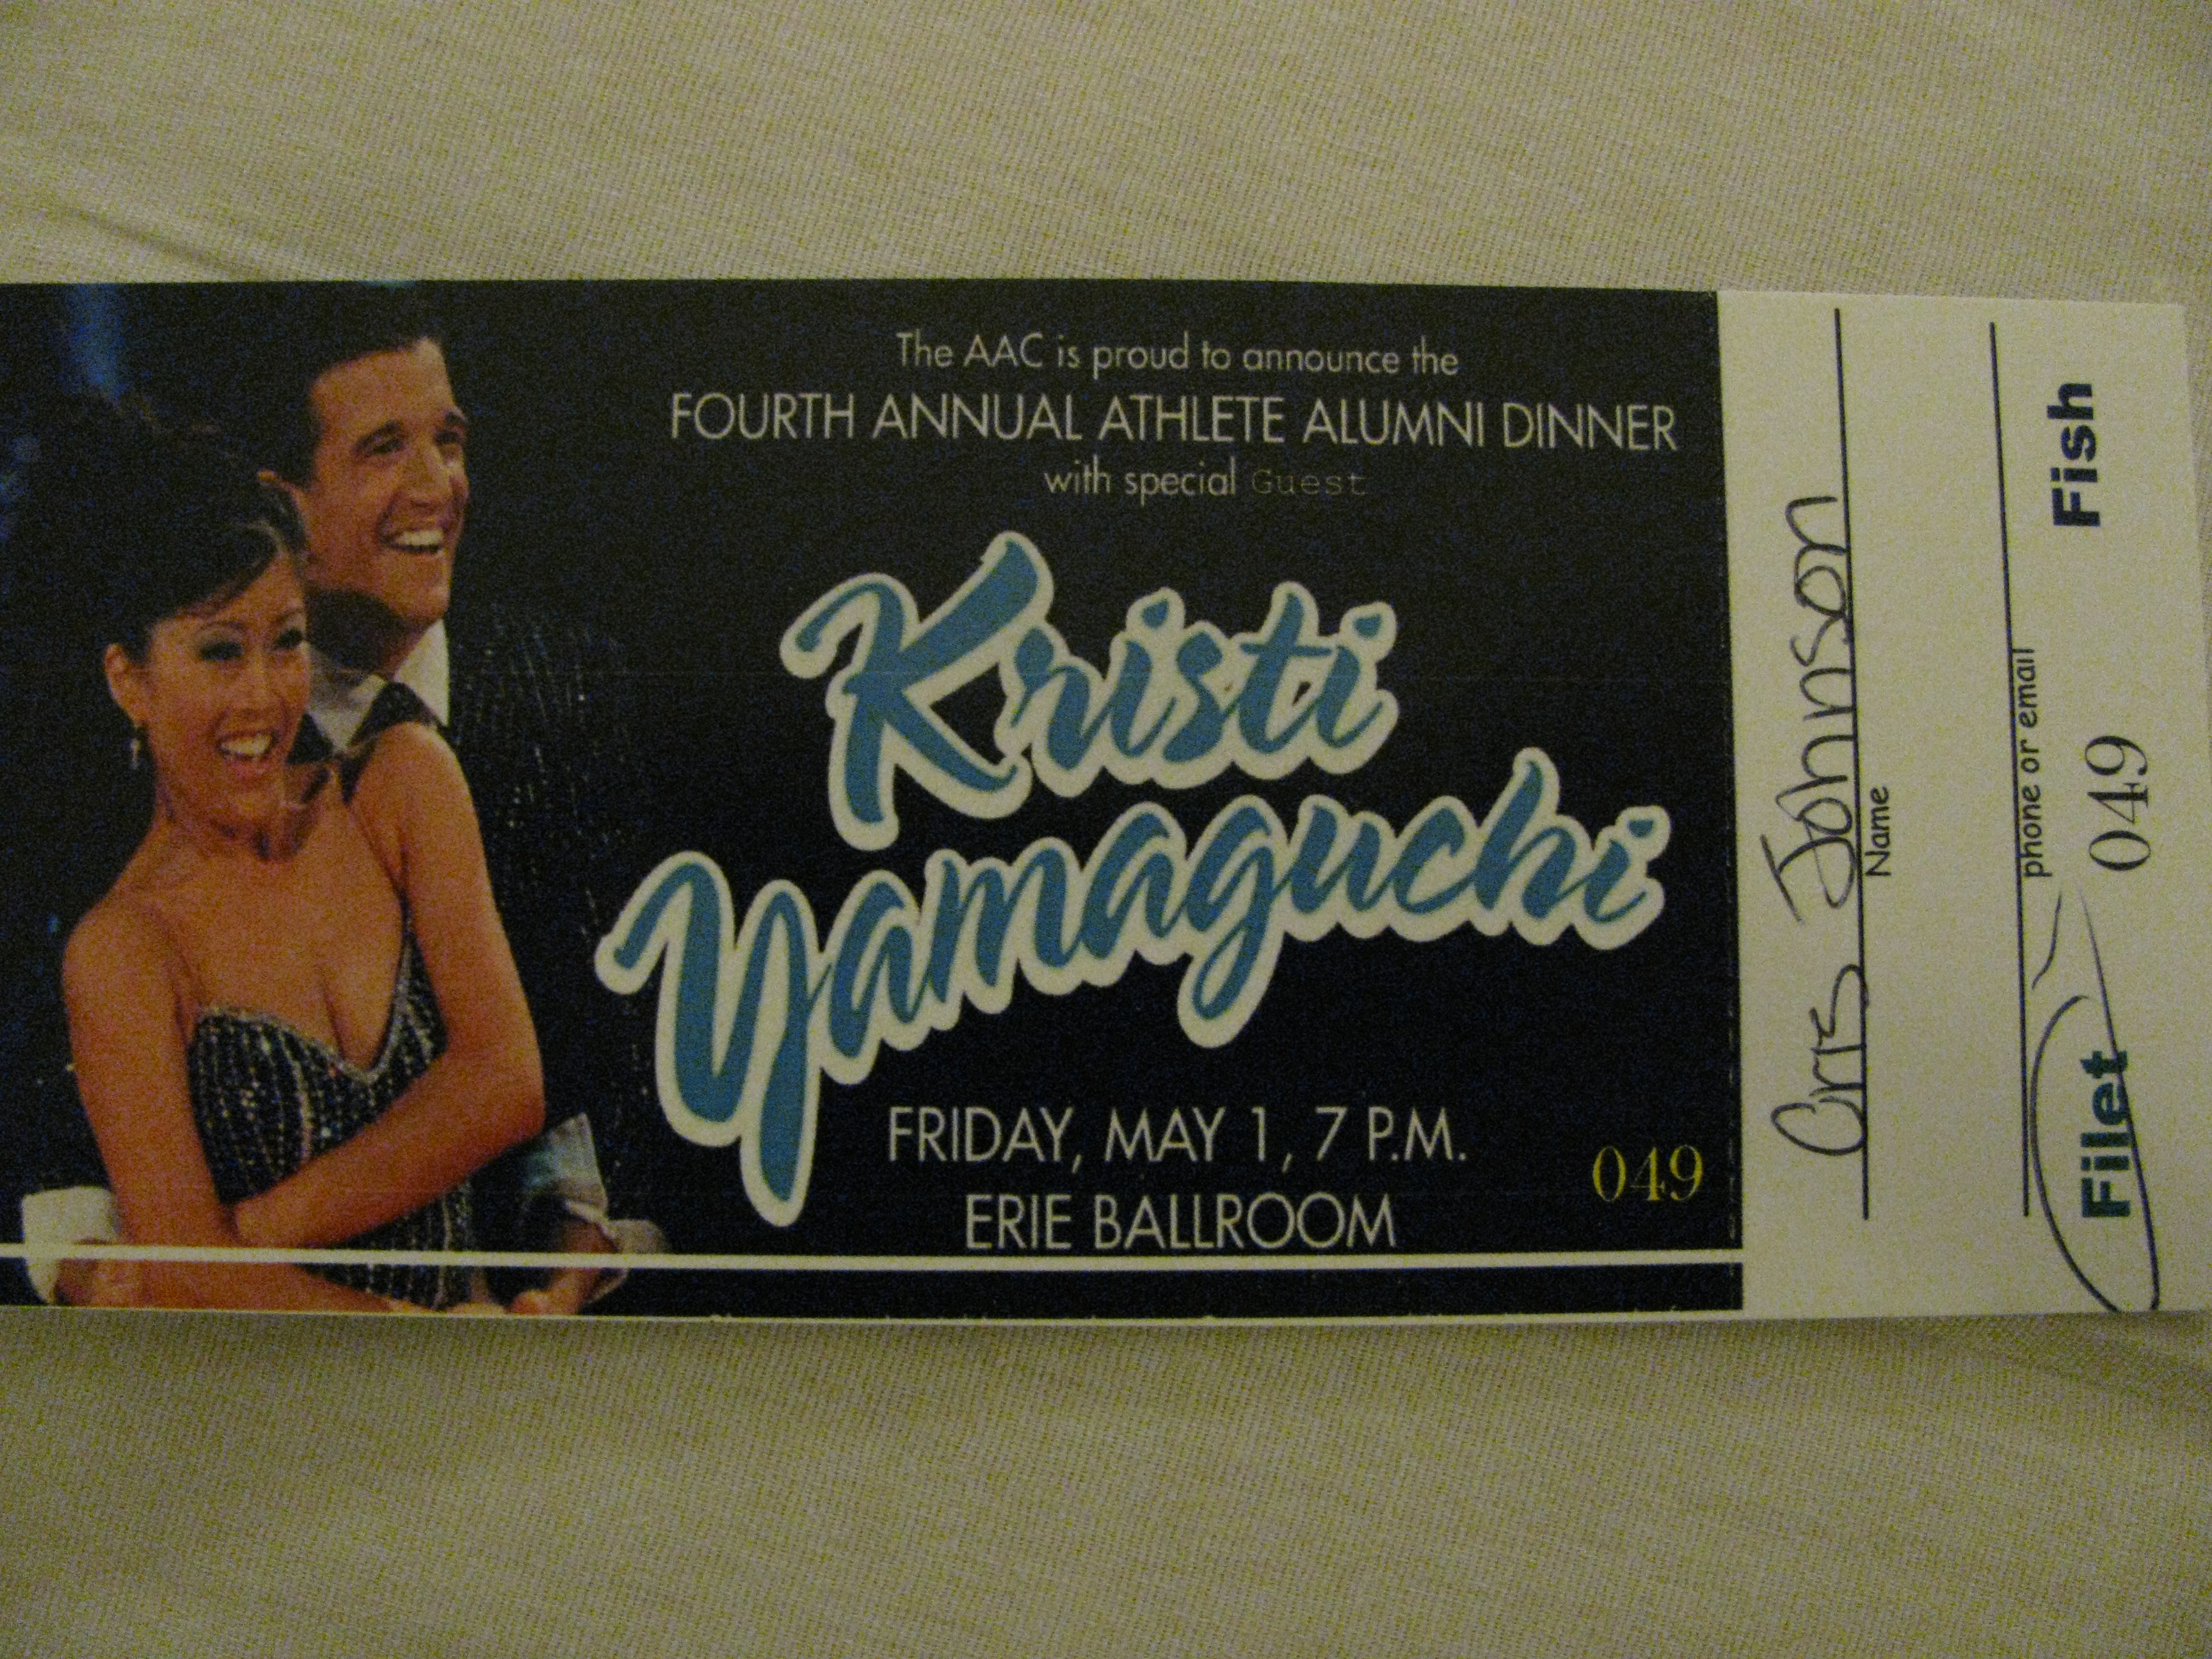 The AAC is proud to announce the
FOURTH ANNUAL ATHLETE ALUMNI DINNER
with special Guest
Kristi
Yamaguchi
FRIDAY, MAY 1, 7 P.M.
ERIE BALLROOM
049
Cris Johnson
Name
phone or email
Filet 049 Fish